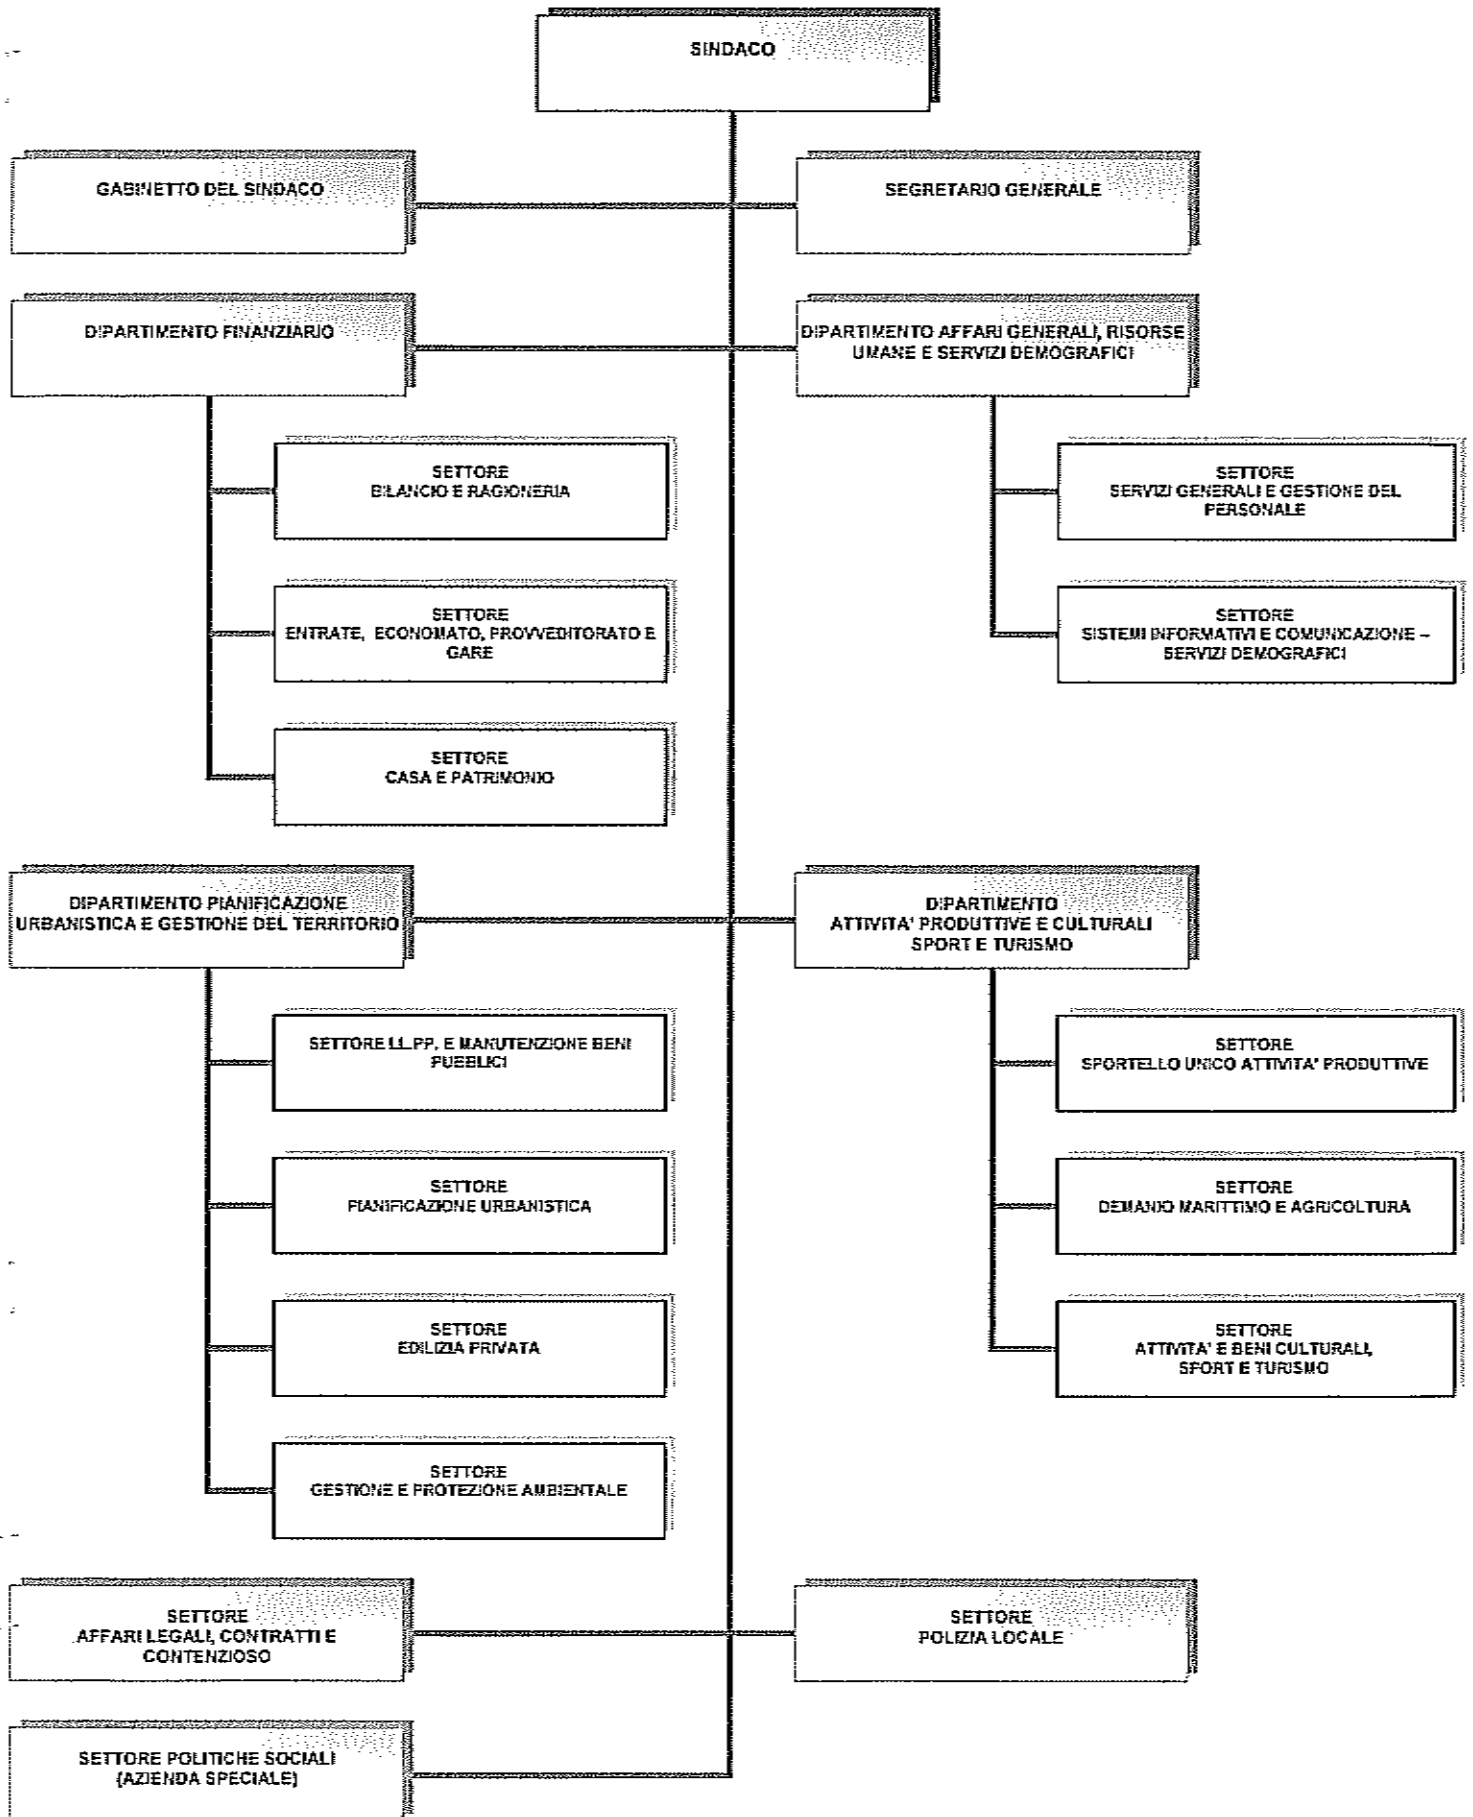 SINDACO
GABINETTO DEL SINDACO
SEGRETARIO GENERALE
DIPARTIMENTO FINANZIARIO
DIPARTIMENTO AFFARI GENERALI, RISORSE
UMANE E SERVIZI DEMOGRAFICI
SETTORE
BILANCIO E RAGIONERIA
SETTORE
SERVIZI GENERALI E GESTIONE DEL
PERSONALE
SETTORE
ENTRATE, ECONOMATO, PROVVEDITORATO E
GARE
SETTORE
SISTEMI INFORMATIVI E COMUNICAZIONE –
SERVIZI DEMOGRAFICI
SETTORE
CASA E PATRIMONIO
DIPARTIMENTO PIANIFICAZIONE
URBANISTICA E GESTIONE DEL TERRITORIO
DIPARTIMENTO
ATTIVITA' PRODUTTIVE E CULTURALI
SPORT E TURISMO
SETTORE LL.PP. E MANUTENZIONE BENI
PUBBLICI
SETTORE
SPORTELLO UNICO ATTIVITA' PRODUTTIVE
SETTORE
PIANIFICAZIONE URBANISTICA
SETTORE
DEMANIO MARITTIMO E AGRICOLTURA
SETTORE
EDILIZIA PRIVATA
SETTORE
ATTIVITA' E BENI CULTURALI,
SPORT E TURISMO
SETTORE
GESTIONE E PROTEZIONE AMBIENTALE
SETTORE
AFFARI LEGALI, CONTRATTI E
CONTENZIOSO
SETTORE
POLIZIA LOCALE
SETTORE POLITICHE SOCIALI
(AZIENDA SPECIALE)